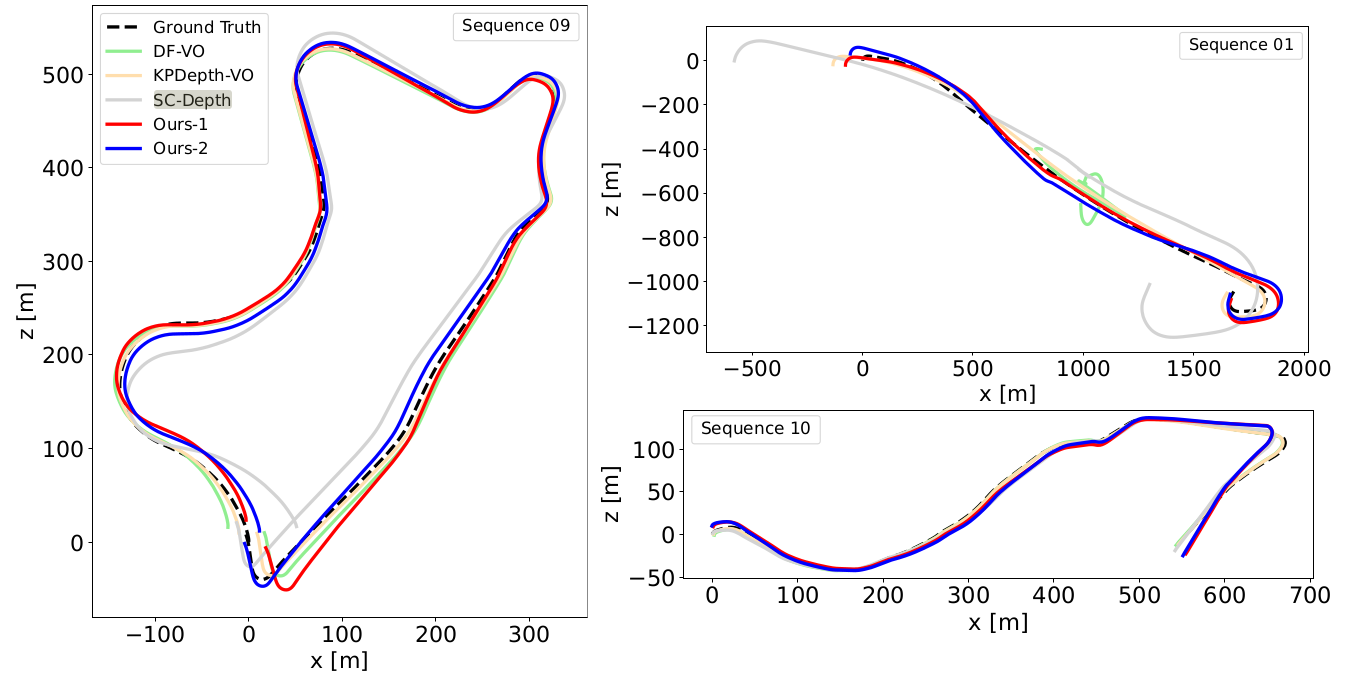 Ground Truth
DF-VO
KPDepth-VO
SC-Depth
Ours-1
Ours-2
Sequence 09
500
400
300
200
100
0
z [m]
−100 0 100 200 300
x [m]
Sequence 01
0
−200
−400
−600
−800
−1000
−1200
z [m]
−500 0 500 1000 1500 2000
x [m]
Sequence 10
100
50
0
−50
z [m]
0 100 200 300 400 500 600 700
x [m]